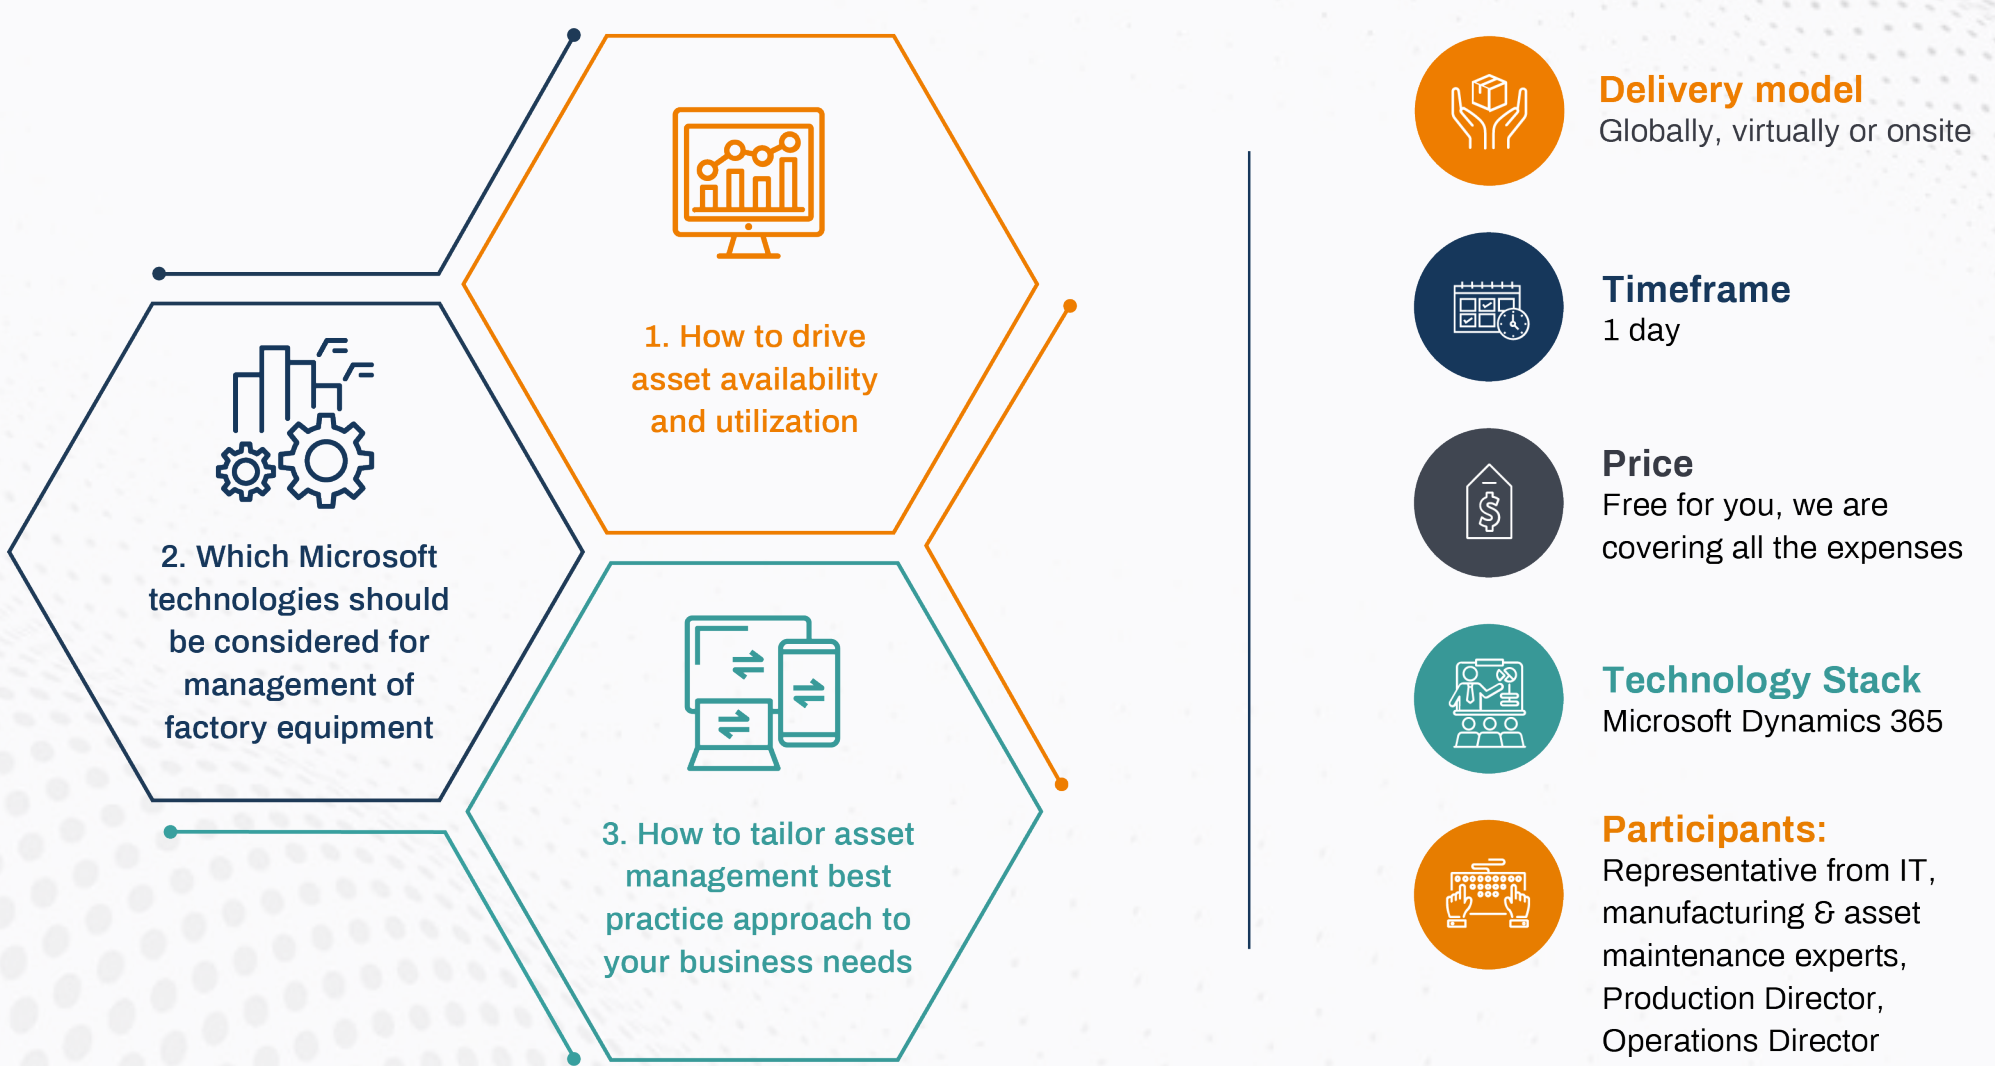 1. How to drive
asset availability
and utilization
2. Which Microsoft
technologies should
be considered for
management of
factory equipment
3. How to tailor asset
management best
practice approach to
your business needs
Delivery model
Globally, virtually or onsite
Timeframe
1 day
Price
Free for you, we are
covering all the expenses
Technology Stack
Microsoft Dynamics 365
Participants:
Representative from IT,
manufacturing & asset
maintenance experts,
Production Director,
Operations Director